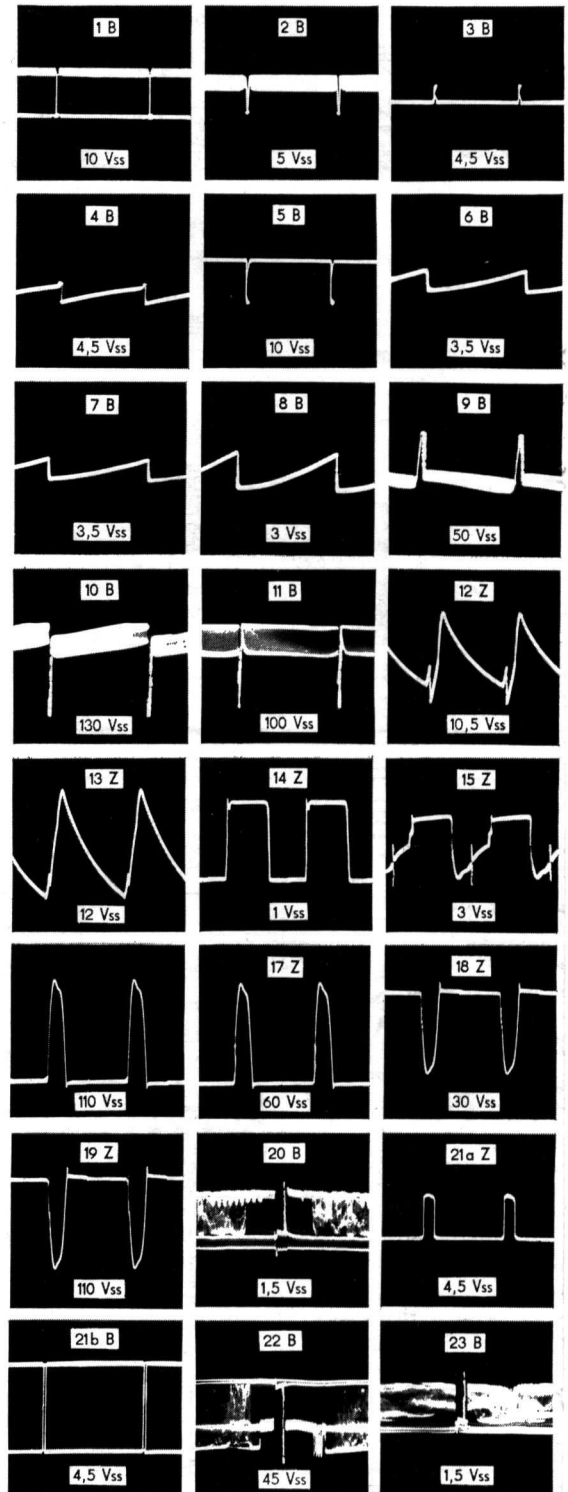 1 B
2 B
3 B
10 Vss
5 Vss
4,5 Vss
4 B
5 B
6 B
4,5 Vss
10 Vss
3,5 Vss
7 B
8 B
9 B
3,5 Vss
3 Vss
50 Vss
10 B
11 B
12 Z
130 Vss
100 Vss
10,5 Vss
13 Z
14 Z
15 Z
12 Vss
1 Vss
3 Vss
17 Z
18 Z
110 Vss
60 Vss
30 Vss
19 Z
20 B
21a Z
110 Vss
1,5 Vss
4,5 Vss
21b B
22 B
23 B
4,5 Vss
45 Vss
1,5 Vss